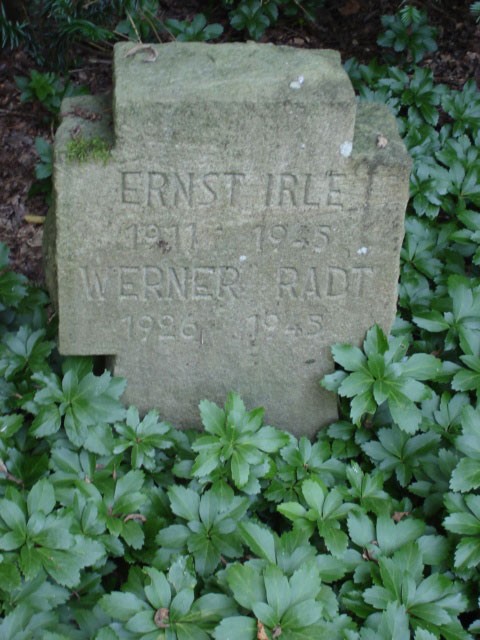 ERNST IRLE
1911 1945
WERNER RADT
1926 1945